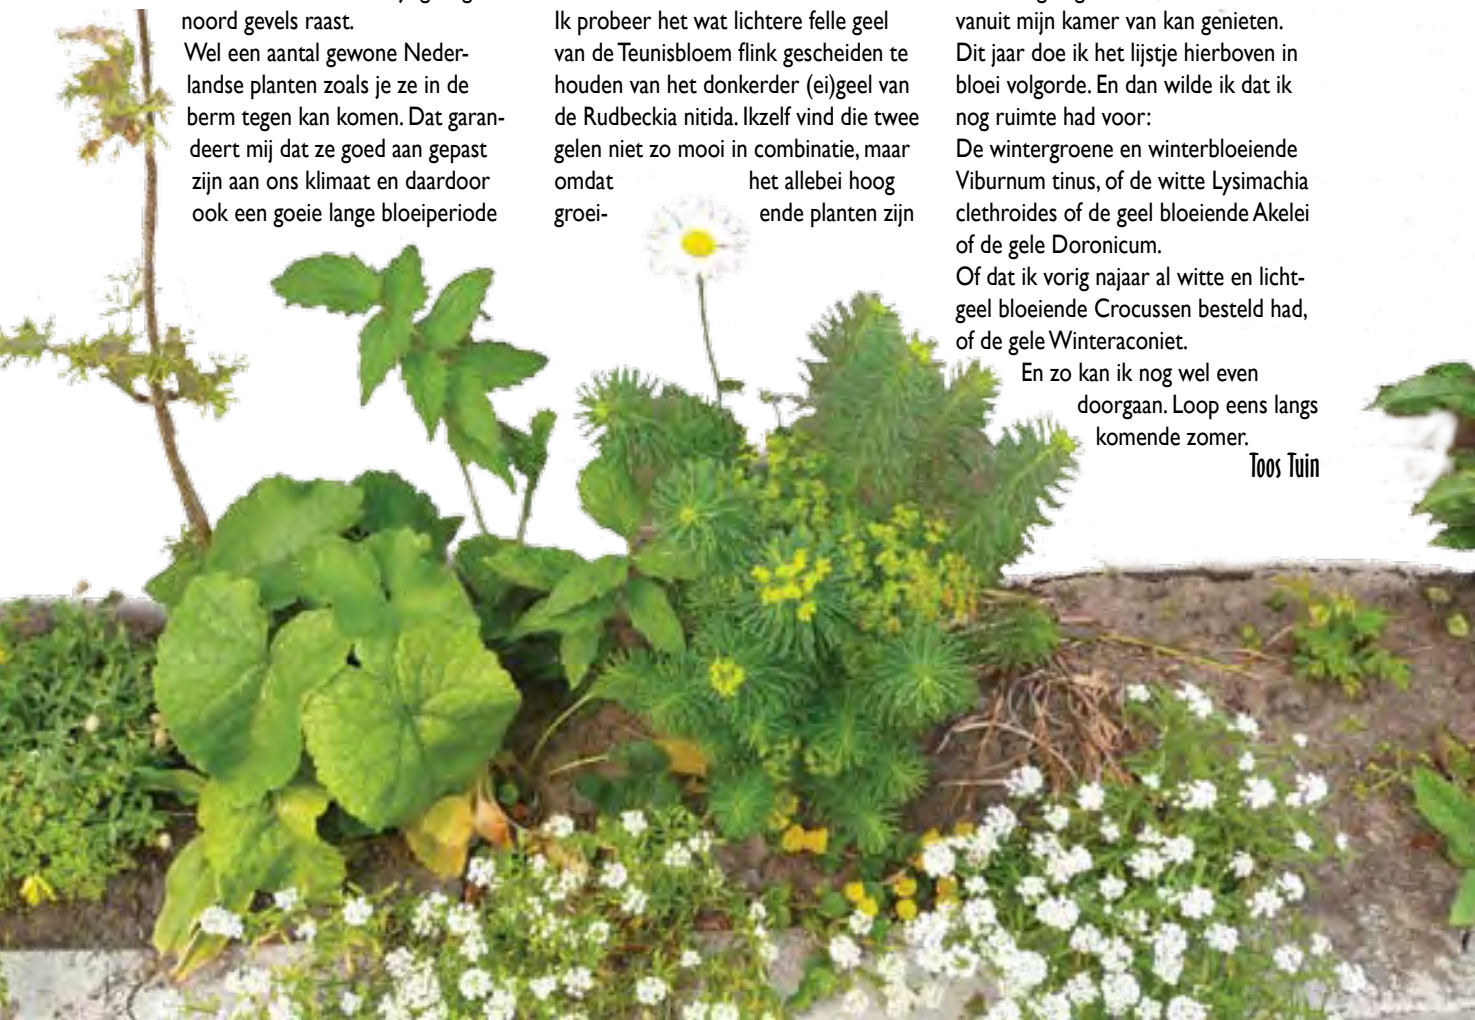 noord gevels raast.
Wel een aantal gewone Neder-
landse planten zoals je ze in de
berm tegen kan komen. Dat garan-
deert mij dat ze goed aan gepast
zijn aan ons klimaat en daardoor
ook een goeie lange bloeiperiode
Ik probeer het wat lichtere felle geel
van de Teunisbloem flink gescheiden te
houden van het donkerder (ei)geel van
de Rudbeckia nitida. Ikzelf vind die twee
gelen niet zo mooi in combinatie, maar
omdat het allebei hoog
groei- ende planten zijn
vanuit mijn kamer van kan genieten.
Dit jaar doe ik het lijstje hierboven in
bloei volgorde. En dan wilde ik dat ik
nog ruimte had voor:
De wintergroene en winterbloeiende
Viburnum tinus, of de witte Lysimachia
clethroides of de geel bloeiende Akelei
of de gele Doronicum.
Of dat ik vorig najaar al witte en licht-
geel bloeiende Crocussen besteld had,
of de gele Winteraconiet.
En zo kan ik nog wel even
doorgaan. Loop eens langs
komende zomer.
Toos Tuin